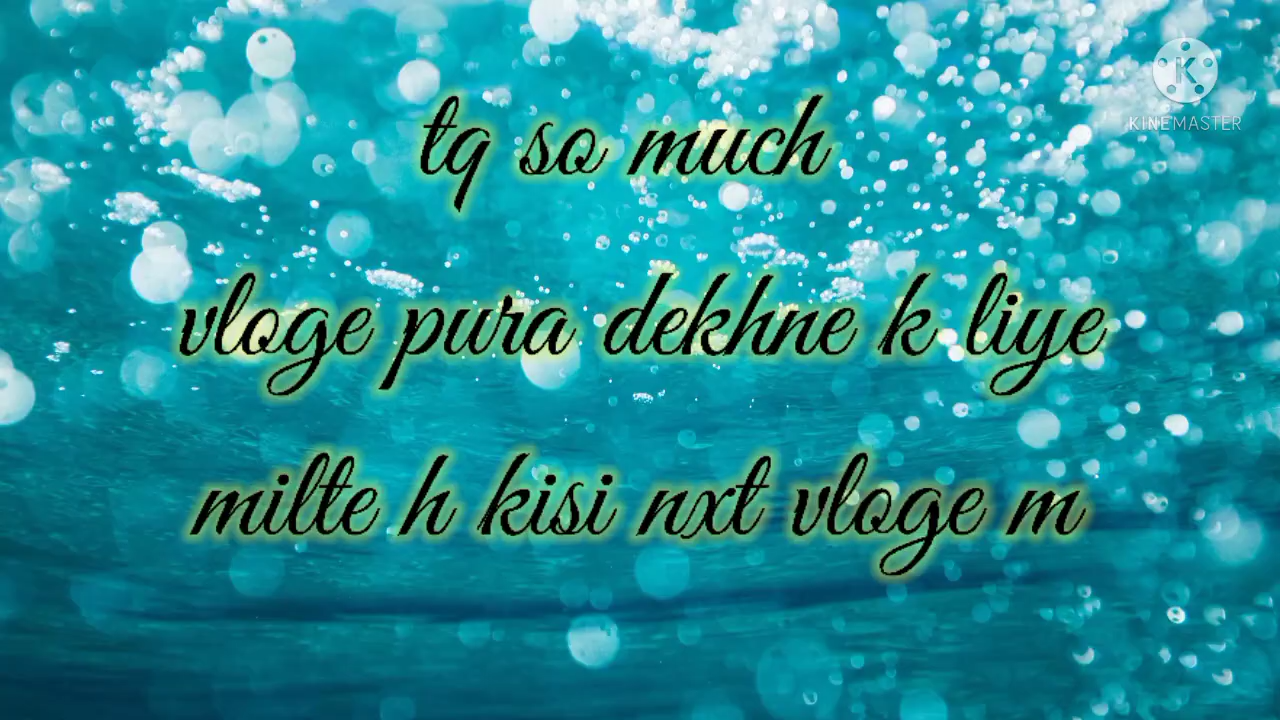 K
KINEMASTER
tq so much
vloge pura dekhne k liye
milte h kisi nxt vloge m